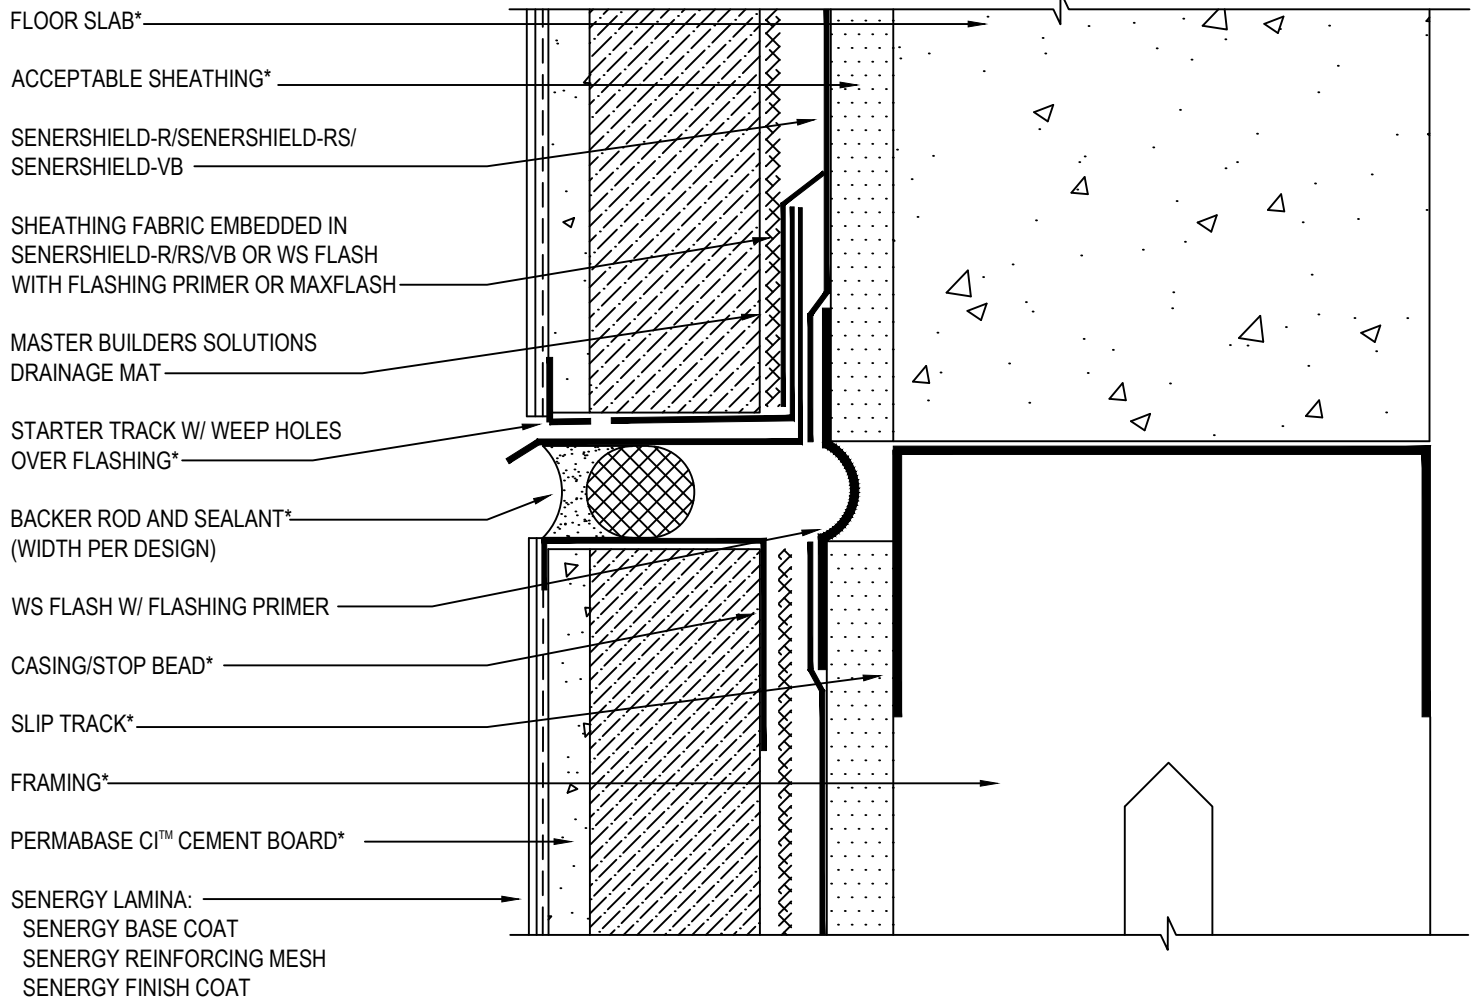 FLOOR SLAB*
ACCEPTABLE SHEATHING*
SENERSHIELD-R/SENERSHIELD-RS/
SENERSHIELD-VB
SHEATHING FABRIC EMBEDDED IN
SENERSHIELD-R/RS/VB OR WS FLASH
WITH FLASHING PRIMER OR MAXFLASH
MASTER BUILDERS SOLUTIONS
DRAINAGE MAT
STARTER TRACK W/ WEEP HOLES
OVER FLASHING*
BACKER ROD AND SEALANT*
(WIDTH PER DESIGN)
WS FLASH W/ FLASHING PRIMER
CASING/STOP BEAD*
SLIP TRACK*
FRAMING*
PERMABASE CI™ CEMENT BOARD*
SENERGY LAMINA:
SENERGY BASE COAT
SENERGY REINFORCING MESH
SENERGY FINISH COAT